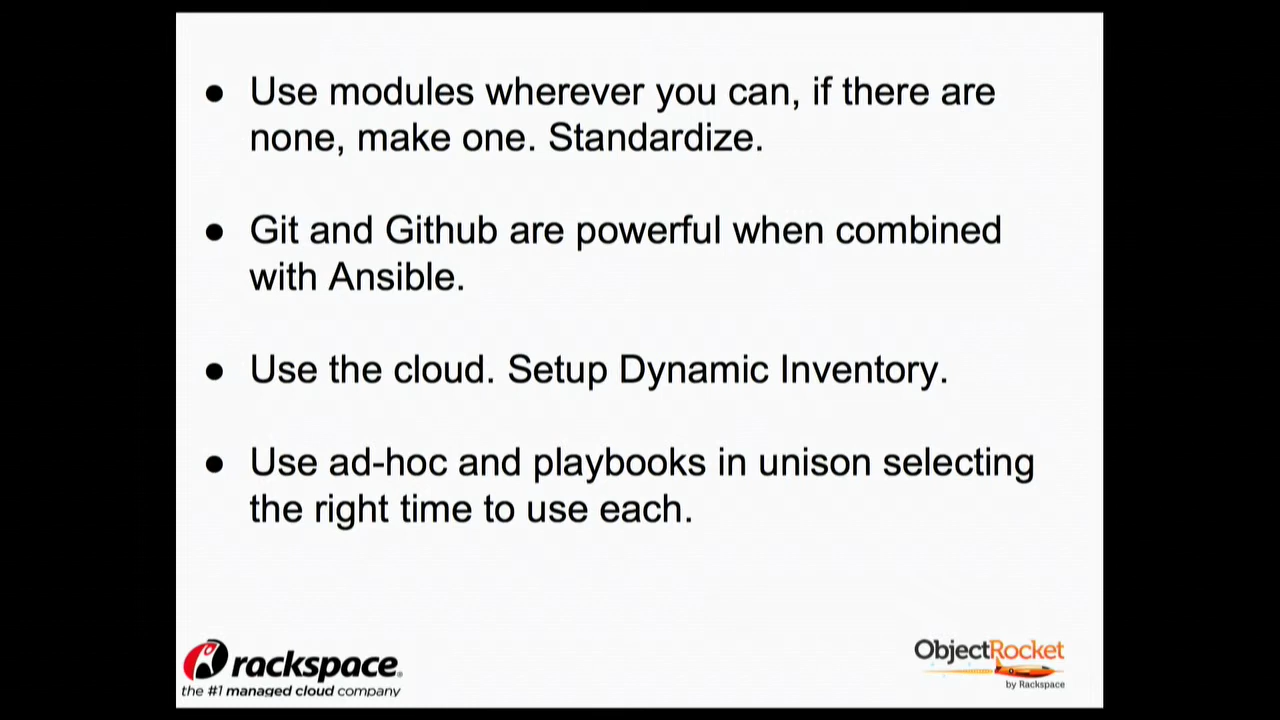 ● Use modules wherever you can, if there are
none, make one. Standardize.
● Git and Github are powerful when combined
with Ansible.
● Use the cloud. Setup Dynamic Inventory.
● Use ad-hoc and playbooks in unison selecting
the right time to use each.
rackspace®
the #1 managed cloud company
ObjectRocket
by Rackspace